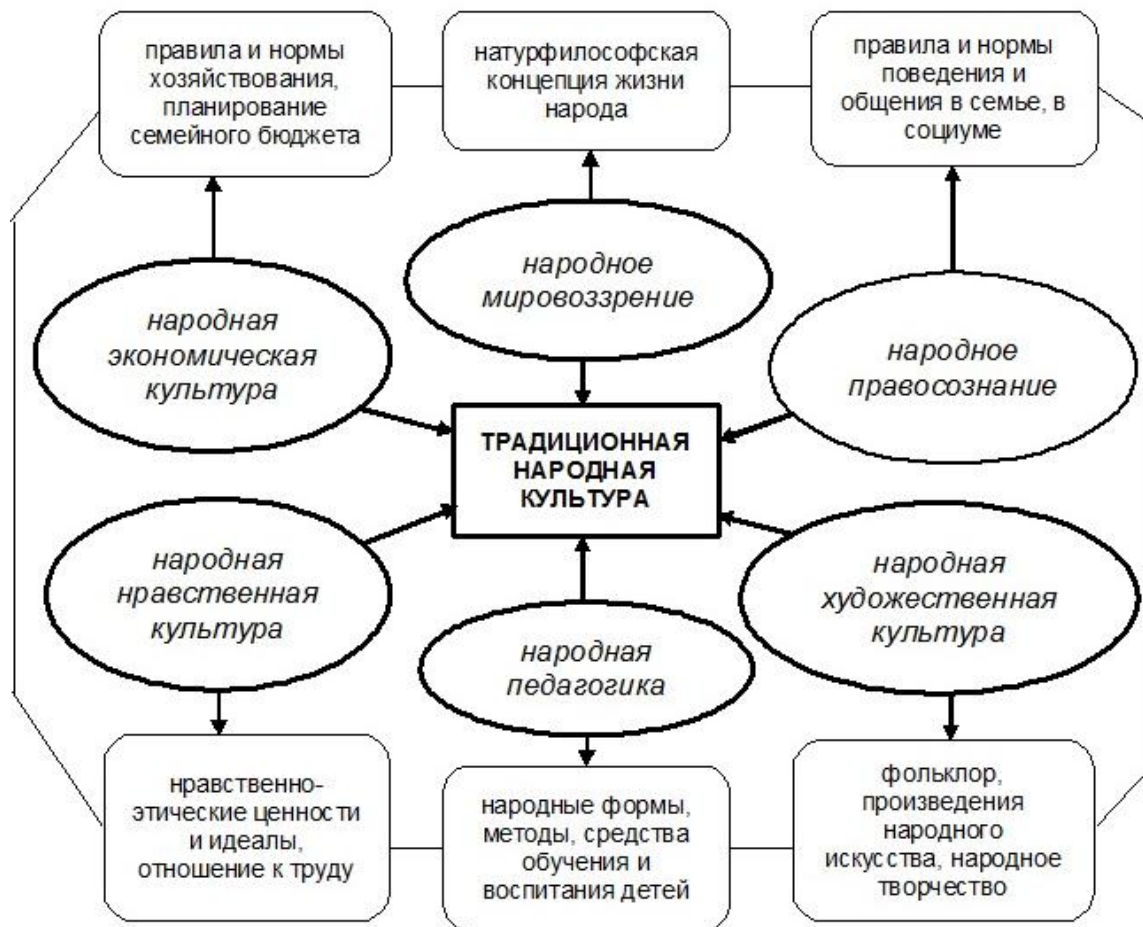 правила и нормы
хозяйствования,
планирование
семейного бюджета
натурфилософская
концепция жизни
народа
правила и нормы
поведения и
общения в семье, в
социуме
народная
экономическая
культура
народное
мировоззрение
народное
правосознание
ТРАДИЦИОННАЯ
НАРОДНАЯ
КУЛЬТУРА
народная
нравственная
культура
народная
педагогика
народная
художественная
культура
нравственно-
этические ценности
и идеалы,
отношение к труду
народные формы,
методы, средства
обучения и
воспитания детей
фольклор,
произведения
народного
искусства, народное
творчество